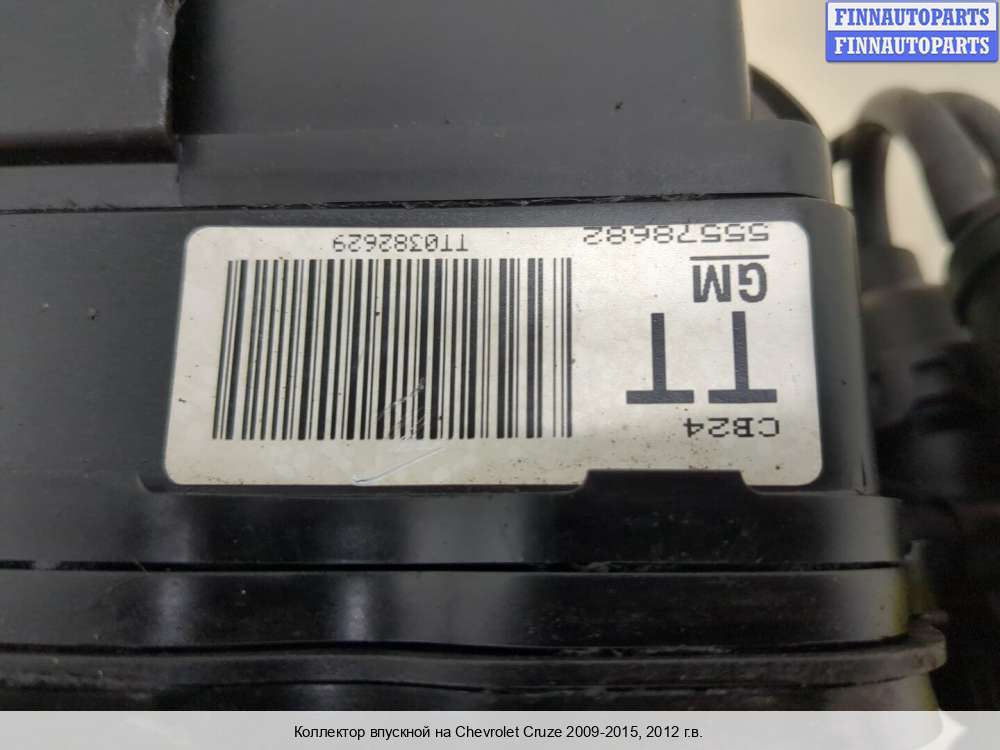 FINNAUTOPARTS
FINNAUTOPARTS
CB24
TT
GM
55578682
TT0382629
Коллектор впускной на Chevrolet Cruze 2009-2015, 2012 г.в.